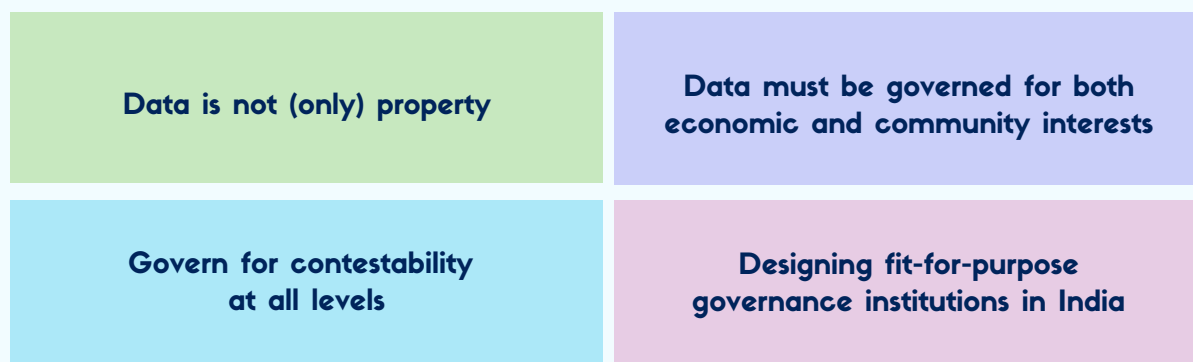 Data is not (only) property
Data must be governed for both
economic and community interests
Govern for contestability
at all levels
Designing fit-for-purpose
governance institutions in India